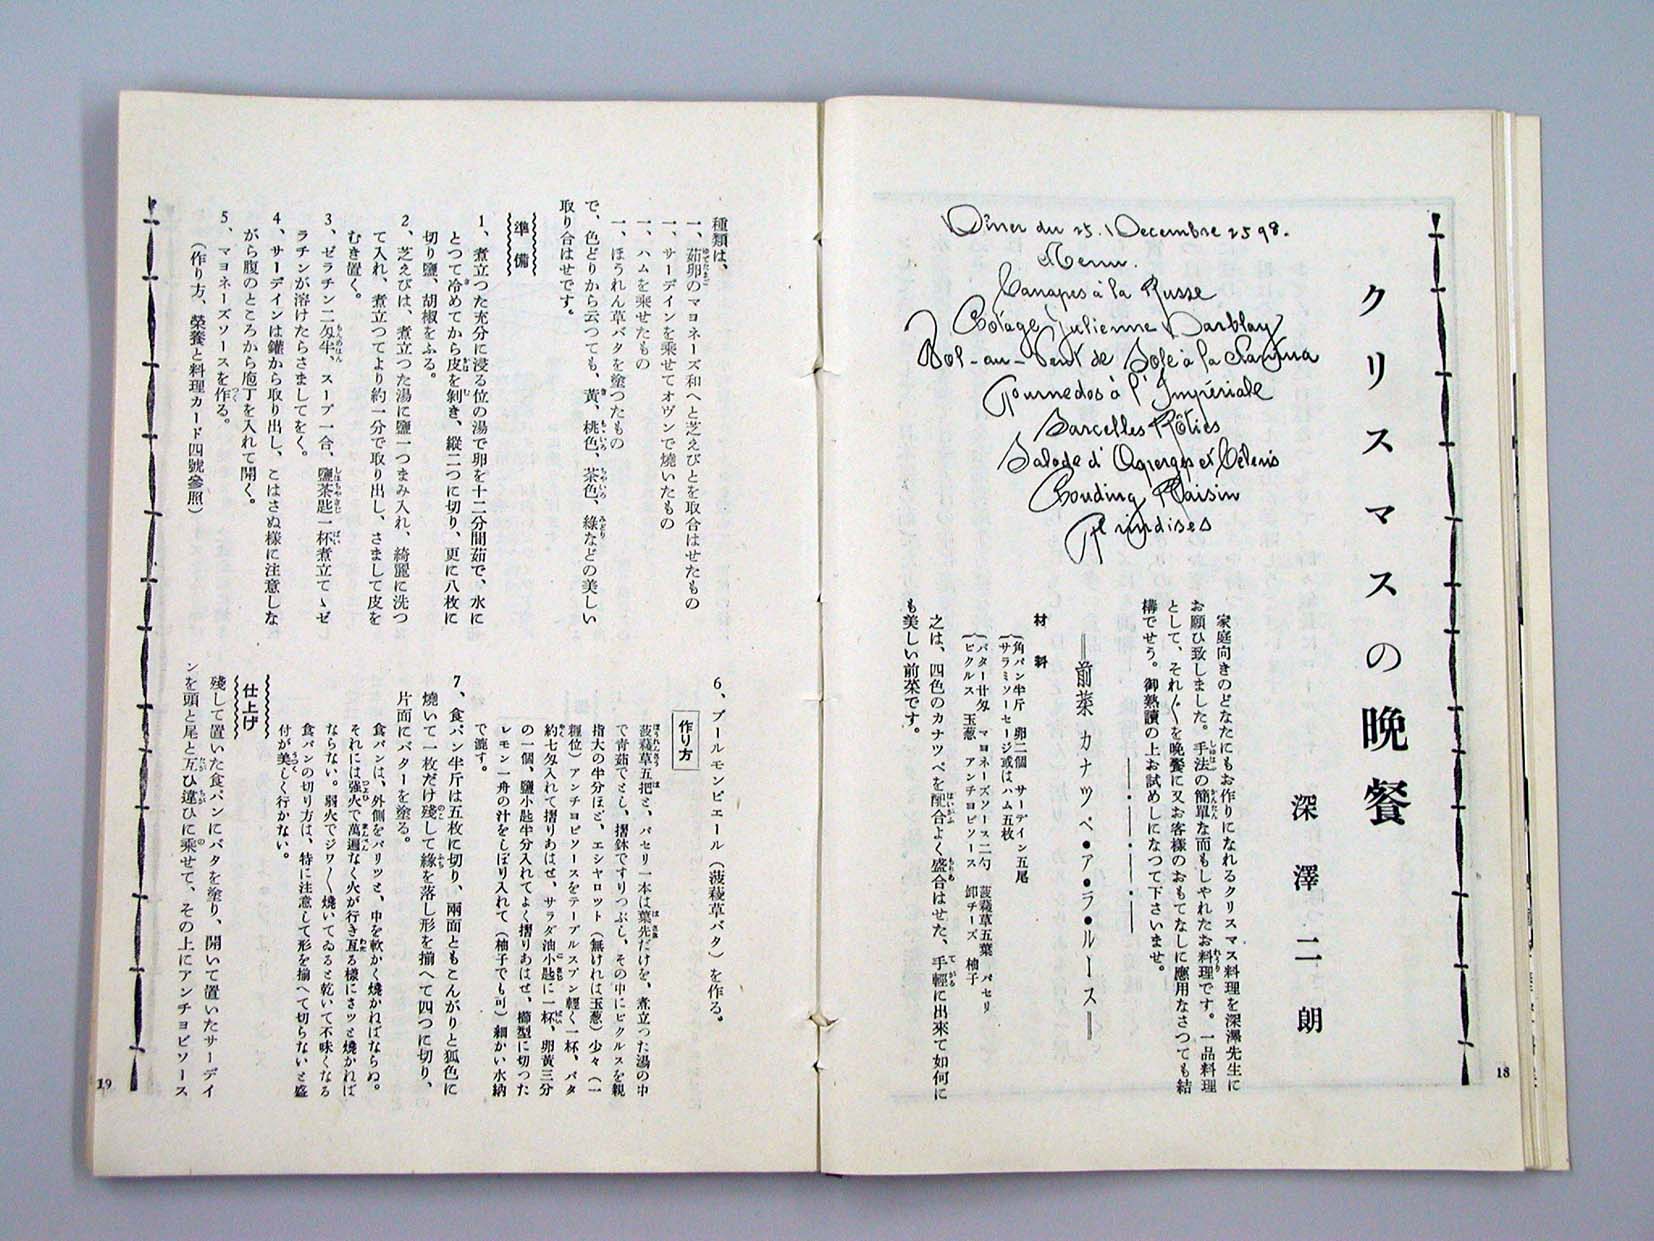 18
クリスマスの晩餐
深澤二朗
Dîner du 25. Decembre 2598.
Menu.
Canapés à la Russe
Potage Julienne Darblay
Vol-au-Vent de Sole à la
Tournedos à l'Impériale
Sarcelles Rôties
Salade d'Asperges et Céleris
Pouding Raisin
Friandises
家庭向きのどなたにもお作りになれるクリスマス料理を深澤先生に
お願ひ致しました。手法の簡單な而もしやれたお料理です。一品料理
として、それ〴〵を晩餐に又お客樣のおもてなしに應用なさつても結
構でせう。御熟讀の上お試めしになつて下さいませ。
前菜 カナツペ・ア・ラ・ルース
材料
角パン半斤 卵二個 サーデイン五尾
サラミソーセージ或はハム五枚
バター廿匁 マヨネーズソース二勺 菠薐草五葉 パセリ
ピクルス 玉葱 アンチヨビソース 卸チーズ 柚子
之は、四色のカナツペを配合よく盛合はせた、手輕に出來て如何に
も美しい前菜です。
種類は、
一、茹卵のマヨネーズ和へと芝えびとを取合はせたもの
一、サーデインを乘せてオヴンで燒いたもの
一、ハムを乘せたもの
一、ほうれん草バタを塗つたもの
で、色どりから云つても、黃、桃色、茶色、綠などの美しい
取り合はせです。
準備
1、煮立つた充分に浸る位の湯で卵を十二分間茹で、水に
とつて冷めてから皮を剝き、縱二つに切り、更に八枚に
切り鹽、胡椒をふる。
2、芝えびは、煮立つた湯に鹽一つまみ入れ、綺麗に洗つ
て入れ、煮立つてより約一分で取り出し、さまして皮を
むき置く。
3、ゼラチン二匁半、スープ一合、鹽茶匙一杯煮立てゝゼ
ラチンが溶けたらさましてをく。
4、サーデインは罐から取り出し、こはさぬ樣に注意しな
がら腹のところから庖丁を入れて開く。
5、マヨネーズソースを作る。
（作り方、榮養と料理カード四號參照）
6、ブールモンピエール（菠薐草バタ）を作る。
作り方
菠薐草五把と、パセリ一本は葉先だけを、煮立つた湯の中
で靑茹でとし、摺鉢ですりつぶし、その中にピクルスを親
指大の半分ほど、エシヤロツト（無ければ玉葱）少々（一
糎位）アンチヨビソースをテーブルスプン輕く一杯、バタ
約七匁入れて摺りあはせ、サラダ油小匙に一杯、卵黃三分
の一個、鹽小匙半分入れてよく摺りあはせ、櫛型に切つた
レモン一舟の汁をしぼり入れて（柚子でも可）細かい水納
で漉す。
7、食パン半斤は五枚に切り、兩面ともこんがりと狐色に
燒いて一枚だけ殘して緣を落し形を揃へて四つに切り、
片面にバターを塗る。
食パンは、外側をパリツと、中を軟かく燒かねばならぬ。
それには强火で萬遍なく火が行き亙る樣にさツと燒かねば
ならない。弱火でジワ〳〵燒いてゐると乾いて不味くなる
食パンの切り方は、特に注意して形を揃へて切らないと盛
付が美しく行かない。
仕上げ
殘して置いた食パンにバタを塗り、開いて置いたサーデイ
ンを頭と尾と互ひ違ひに乘せて、その上にアンチヨビソース
19